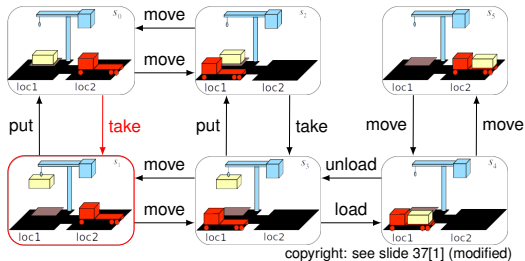 s₀
move
s₂
s₅
move
loc1 loc2
loc1 loc2
loc1 loc2
put
take
put
take
move
move
s₁
move
s₃
unload
s₄
move
load
loc1 loc2
loc1 loc2
loc1 loc2
copyright: see slide 37[1] (modified)